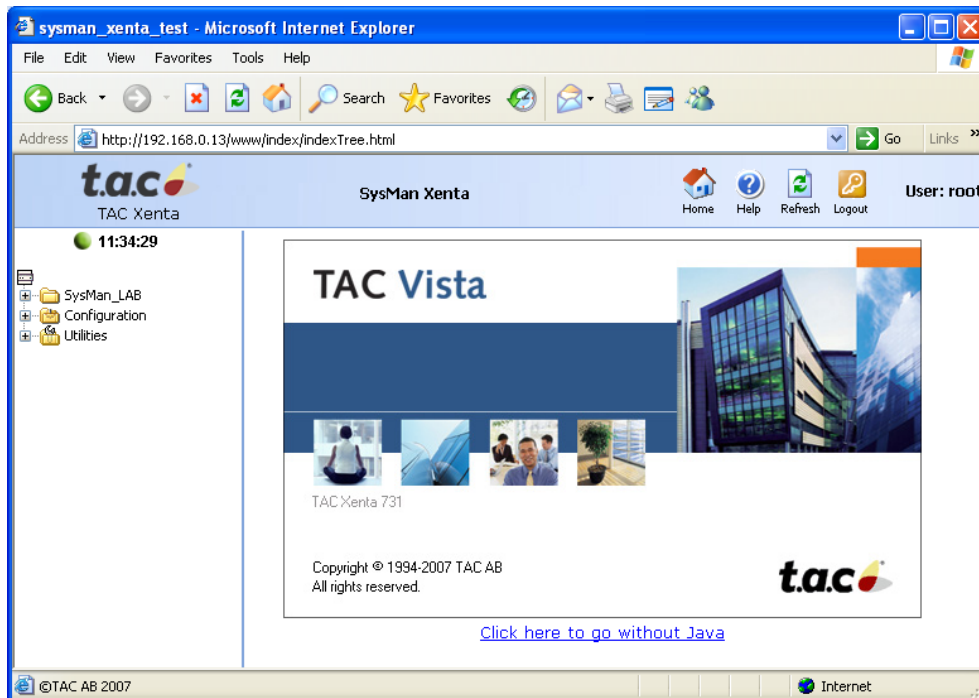 sysman_xenta_test - Microsoft Internet Explorer
File Edit View Favorites Tools Help
Back Search Favorites
Address http://192.168.0.13/www/index/indexTree.html Go Links »
t.a.c
TAC Xenta
SysMan Xenta
Home Help Refresh Logout
User: root
11:34:29
SysMan_LAB
Configuration
Utilities
TAC Vista
TAC Xenta 731
Copyright © 1994-2007 TAC AB
All rights reserved.
t.a.c
Click here to go without Java
©TAC AB 2007 Internet